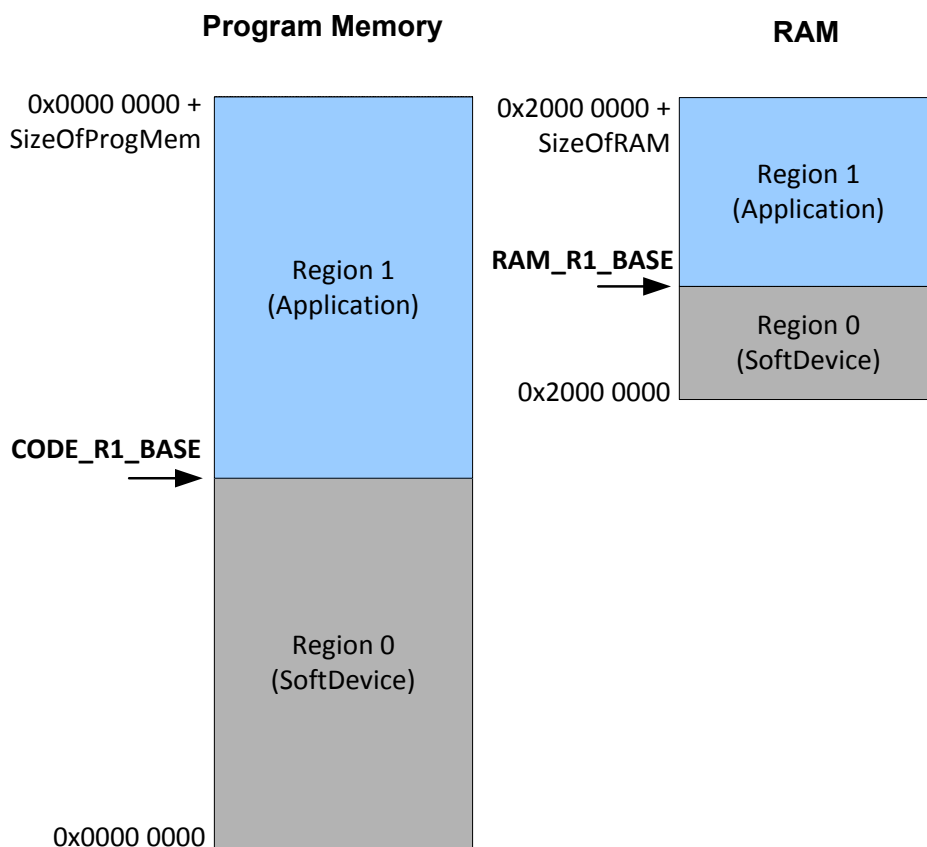 Program Memory
RAM
0x0000 0000 +
SizeOfProgMem
0x2000 0000 +
SizeOfRAM
Region 1
(Application)
RAM_R1_BASE
Region 1
(Application)
Region 0
(SoftDevice)
0x2000 0000
CODE_R1_BASE
Region 0
(SoftDevice)
0x0000 0000